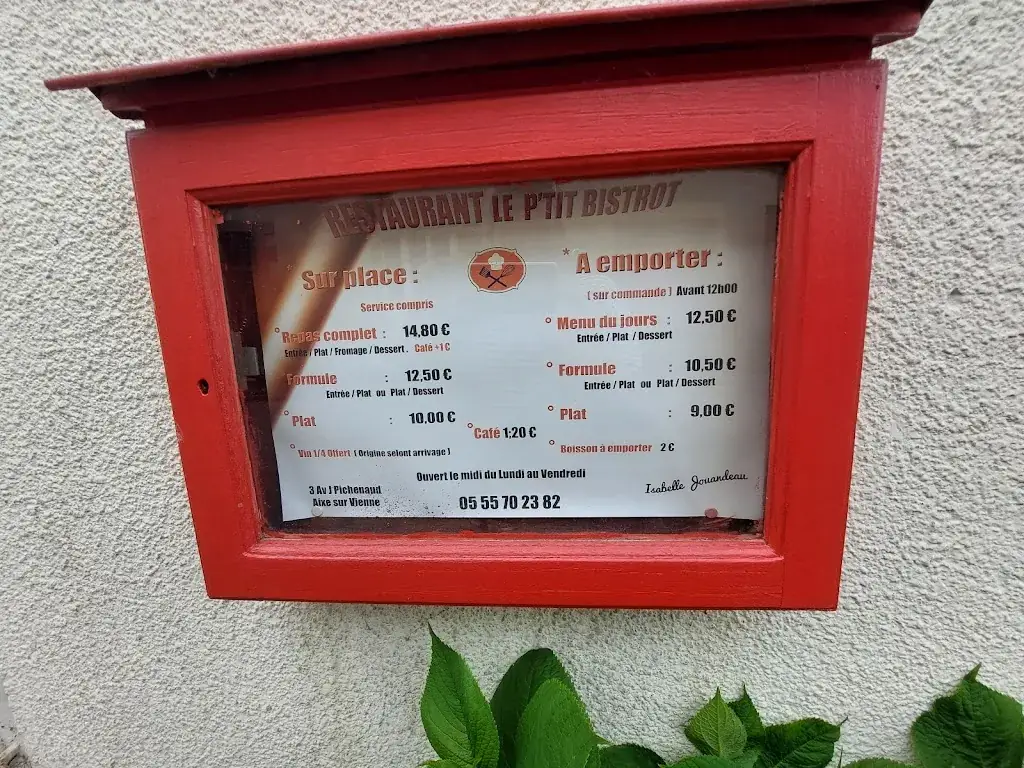 RESTAURANT LE P'TIT BISTROT
* Sur place :
Service compris
° Repas complet : 14,80 €
Entrée / Plat / Fromage / Dessert . Café +1 €
Formule : 12,50 €
Entrée / Plat ou Plat / Dessert
° Plat : 10,00 €
° Café 1;20 €
° Vin 1/4 Offert ( Origine selont arrivage )
* A emporter :
( sur commande ) Avant 12h00
° Menu du jours : 12,50 €
Entrée / Plat / Dessert
° Formule : 10,50 €
Entrée / Plat ou Plat / Dessert
° Plat : 9,00 €
° Boisson à emporter 2 €
Ouvert le midi du Lundi au Vendredi
3 Av J Pichenaud
Aixe sur Vienne
05 55 70 23 82
Isabelle Jouandeau